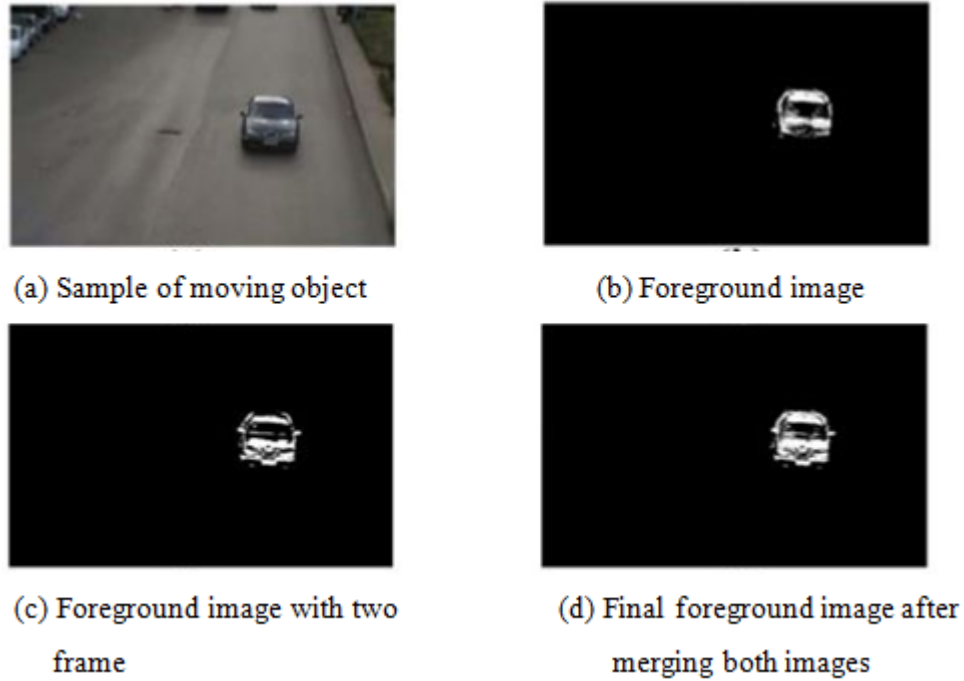 (a) Sample of moving object
(b) Foreground image
(c) Foreground image with two
frame
(d) Final foreground image after
merging both images